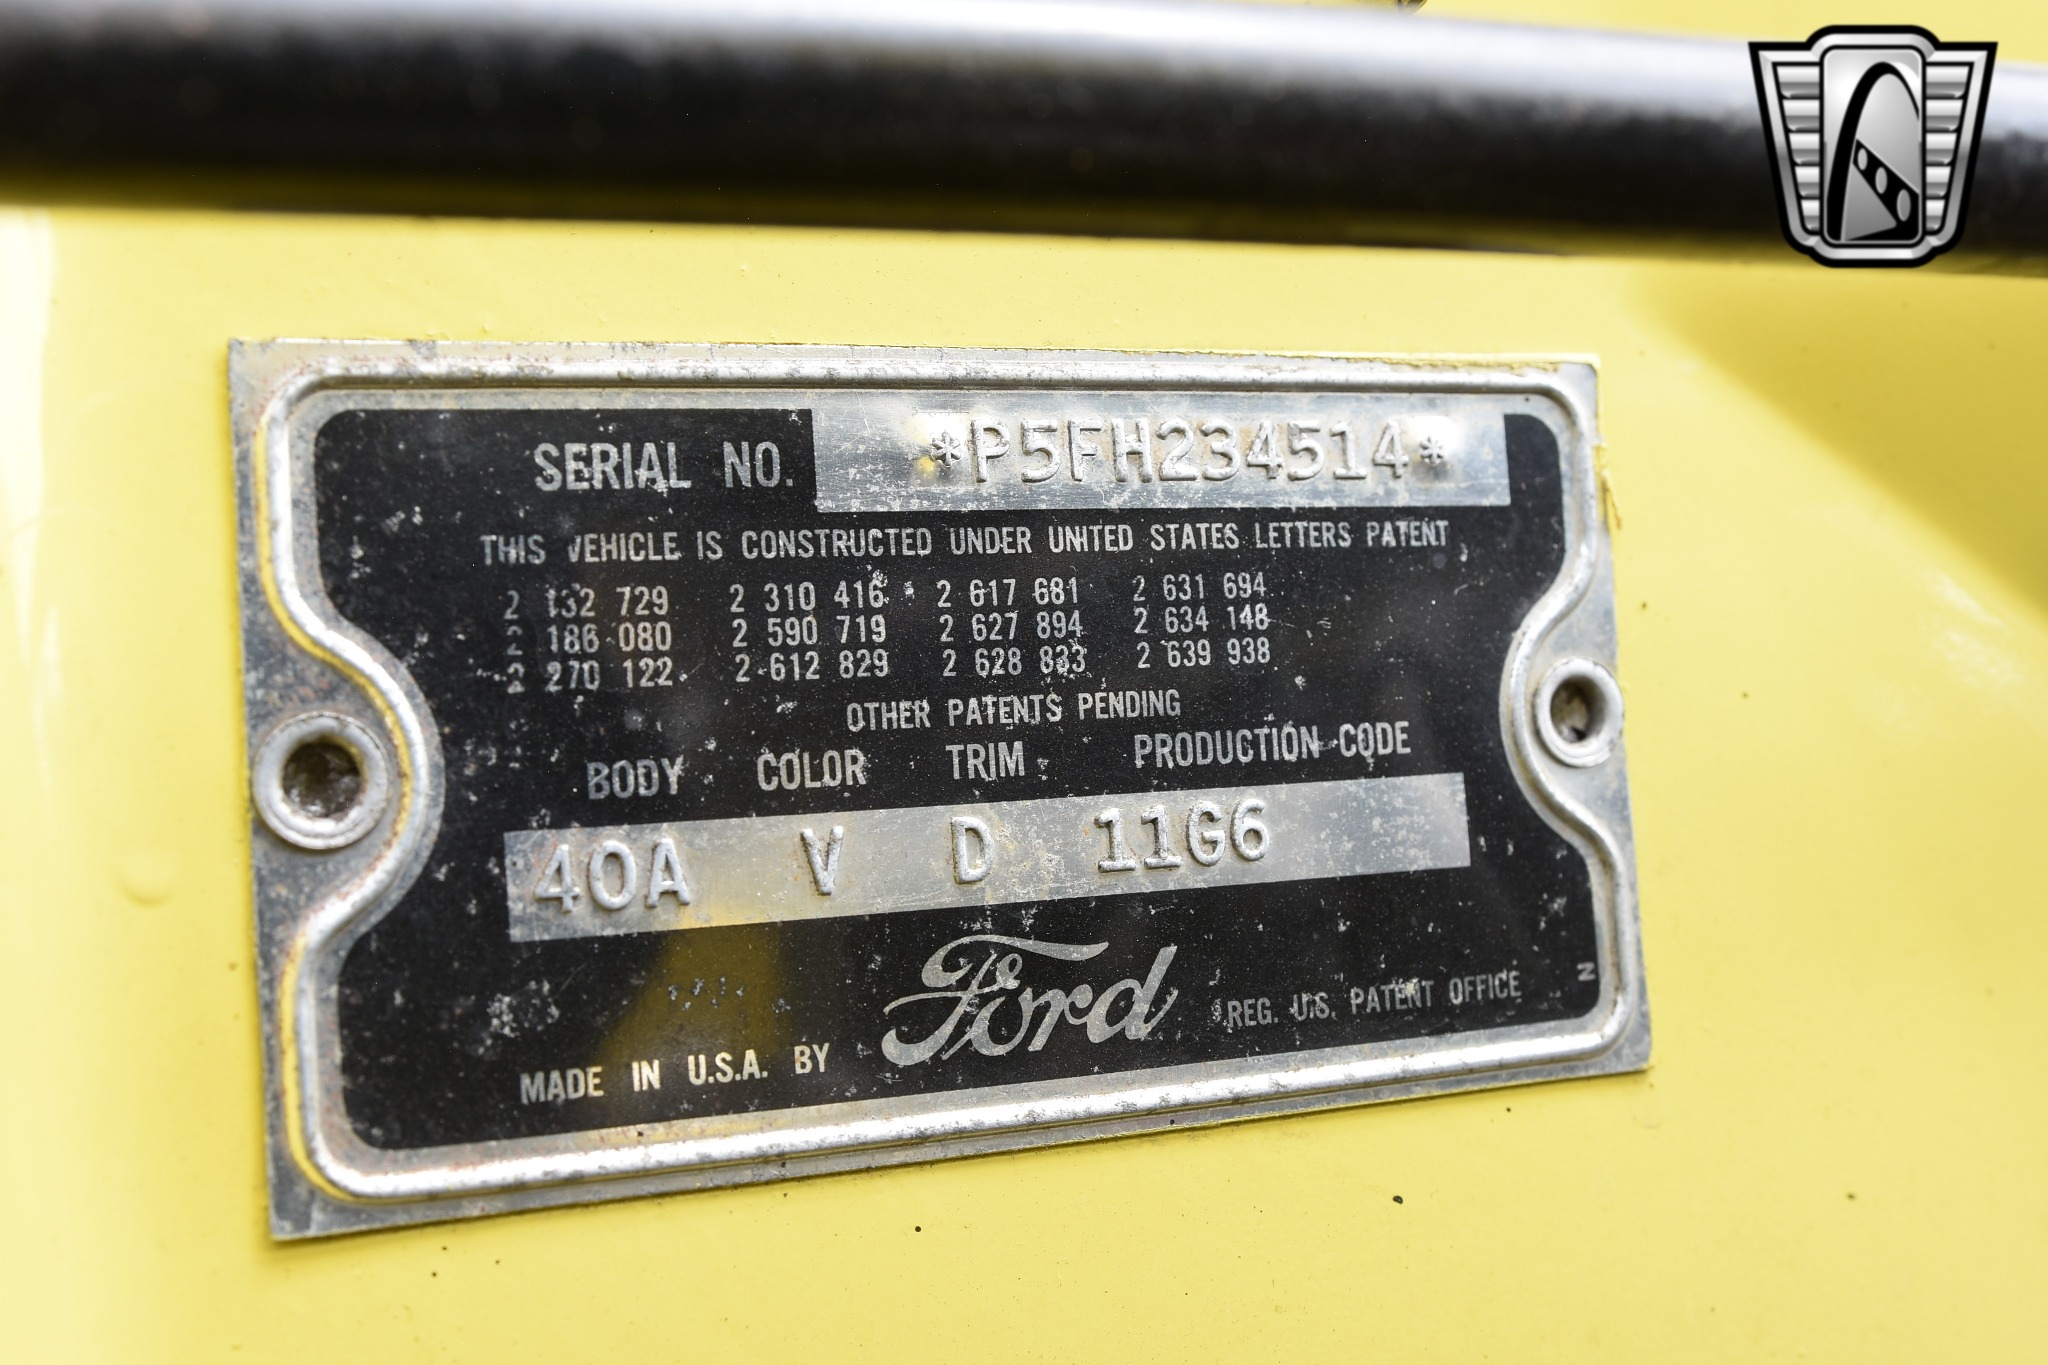 SERIAL NO. *P5FH234514*
THIS VEHICLE IS CONSTRUCTED UNDER UNITED STATES LETTERS PATENT
2 132 729 2 310 416 2 617 681 2 631 694
2 186 080 2 590 719 2 627 894 2 634 148
2 270 122 2 612 829 2 628 833 2 639 938
OTHER PATENTS PENDING
BODY COLOR TRIM PRODUCTION CODE
40A V D 11G6
MADE IN U.S.A. BY Ford REG. U.S. PATENT OFFICE
N